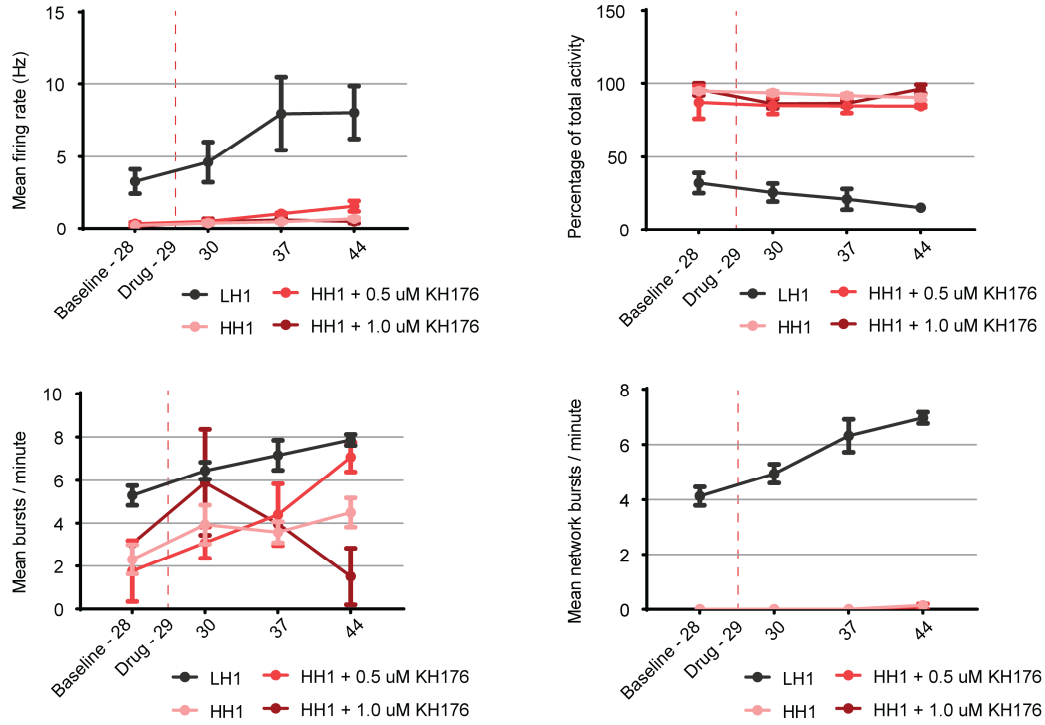 Mean firing rate (Hz)
15
10
5
0
Baseline - 28
Drug - 29
30
37
44
LH1
HH1 + 0.5 uM KH176
HH1
HH1 + 1.0 uM KH176
Percentage of total activity
150
100
50
0
Baseline - 28
Drug - 29
30
37
44
LH1
HH1 + 0.5 uM KH176
HH1
HH1 + 1.0 uM KH176
Mean bursts / minute
10
8
6
4
2
0
Baseline - 28
Drug - 29
30
37
44
LH1
HH1 + 0.5 uM KH176
HH1
HH1 + 1.0 uM KH176
Mean network bursts / minute
8
6
4
2
0
Baseline - 28
Drug - 29
30
37
44
LH1
HH1 + 0.5 uM KH176
HH1
HH1 + 1.0 uM KH176